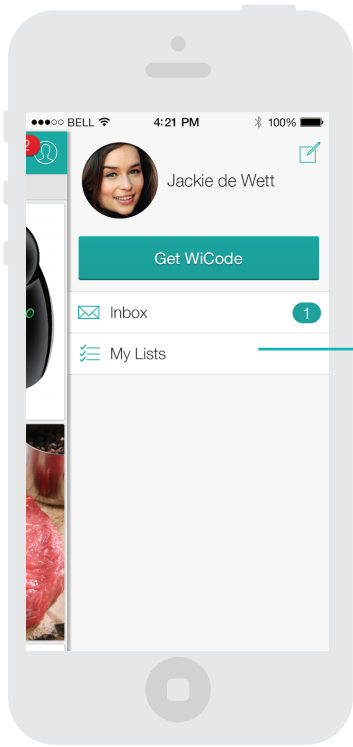 BELL 4:21 PM 100%
2
Jackie de Wett
Get WiCode
Inbox 1
My Lists